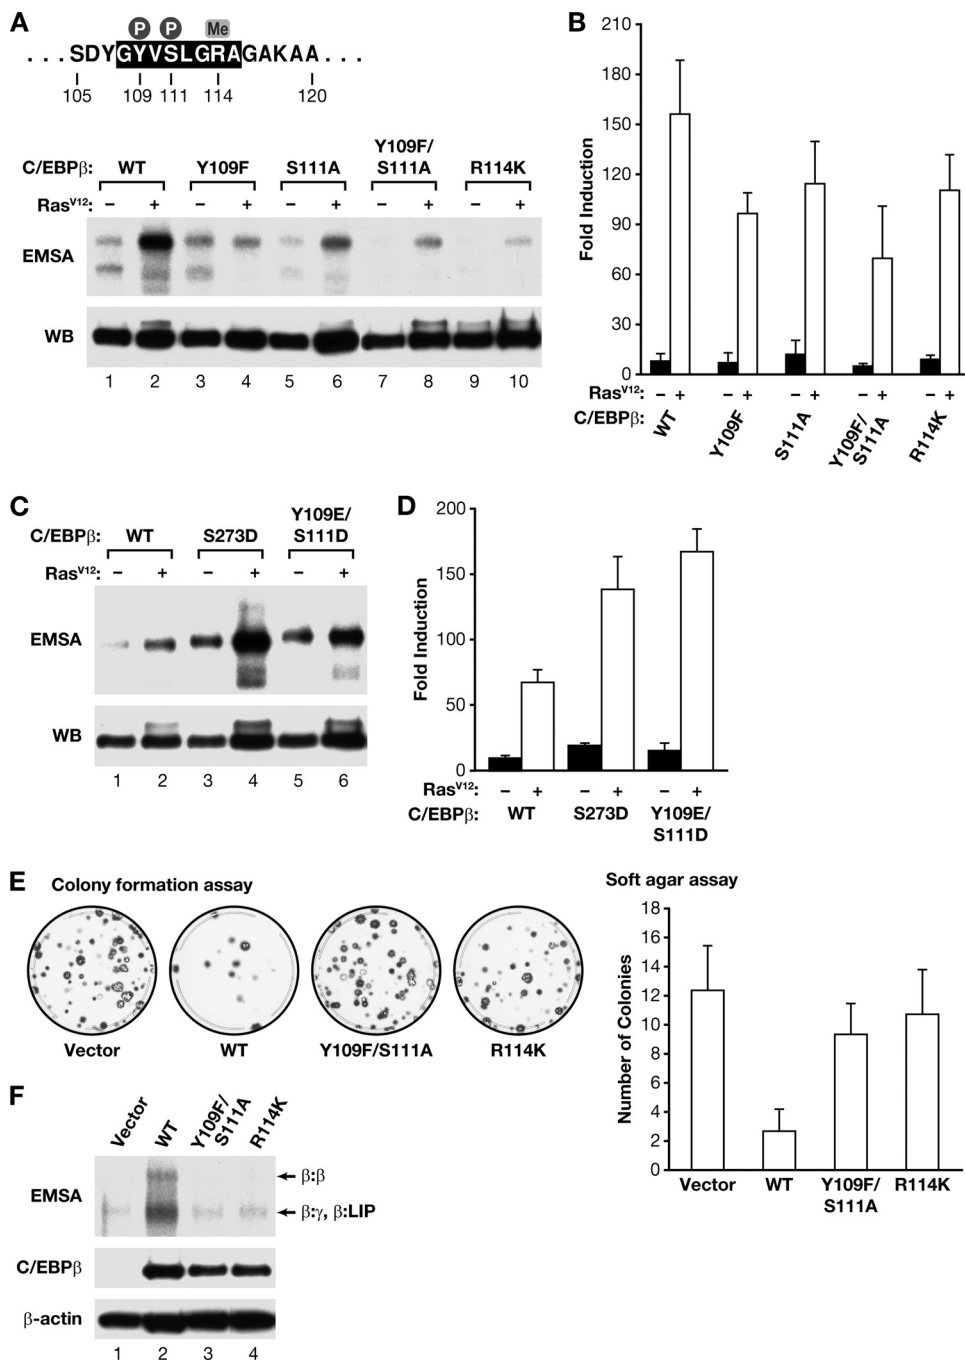 A
P P Me
. . . SDYGYVSLGRAGAKAA . . .
105 109 111 114 120
Y109F/
C/EBPβ: WT Y109F S111A S111A R114K
RasV12: – + – + – + – + – +
EMSA
WB
1 2 3 4 5 6 7 8 9 10
B
210
180
150
120
90
60
30
0
Fold Induction
RasV12: – + – + – + – + – +
C/EBPβ: WT Y109F S111A Y109F/ S111A R114K
C
Y109E/
C/EBPβ: WT S273D S111D
RasV12: – + – + – +
EMSA
WB
1 2 3 4 5 6
D
200
150
100
50
0
Fold Induction
RasV12: – + – + – +
C/EBPβ: WT S273D Y109E/
S111D
E
Colony formation assay
Vector WT Y109F/S111A R114K
Soft agar assay
18
16
14
12
10
8
6
4
2
0
Number of Colonies
Vector WT Y109F/ R114K
S111A
F
Vector WT Y109F/ S111A R114K
EMSA
β:β
β:γ, β:LIP
C/EBPβ
β-actin
1 2 3 4